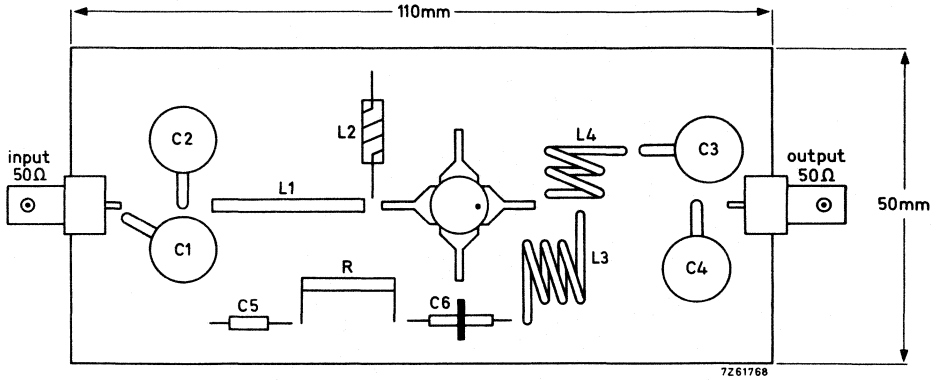 110mm
C2
L2
L4
C3
input
50Ω
output
50Ω
L1
50mm
C1
R
L3
C4
C5
C6
7Z61768